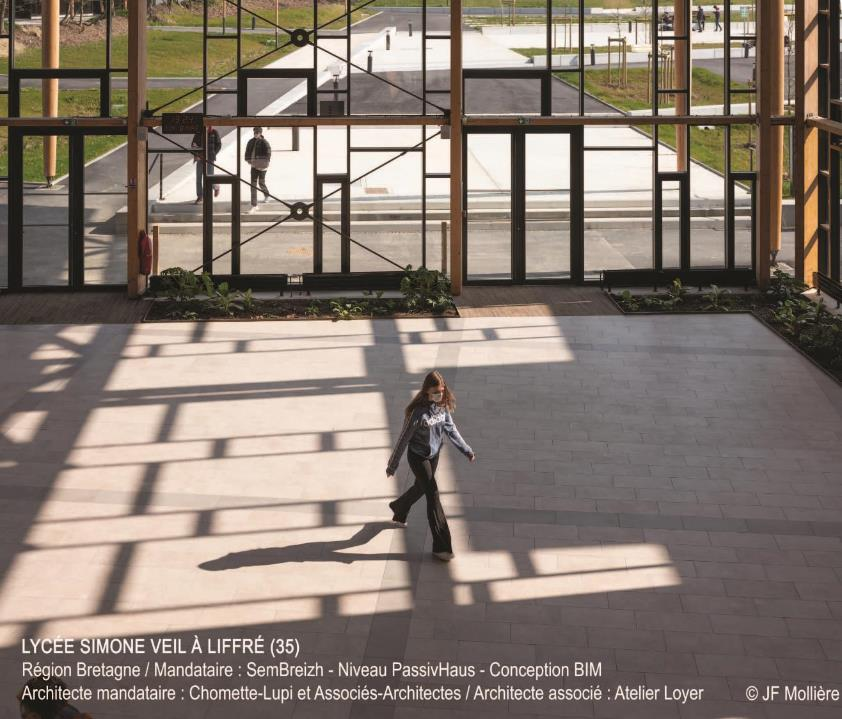 LYCÉE SIMONE VEIL À LIFFRÉ (35)
Région Bretagne / Mandataire : SemBreizh - Niveau PassivHaus - Conception BIM
Architecte mandataire : Chomette-Lupi et Associés-Architectes / Architecte associé : Atelier Loyer © JF Mollière